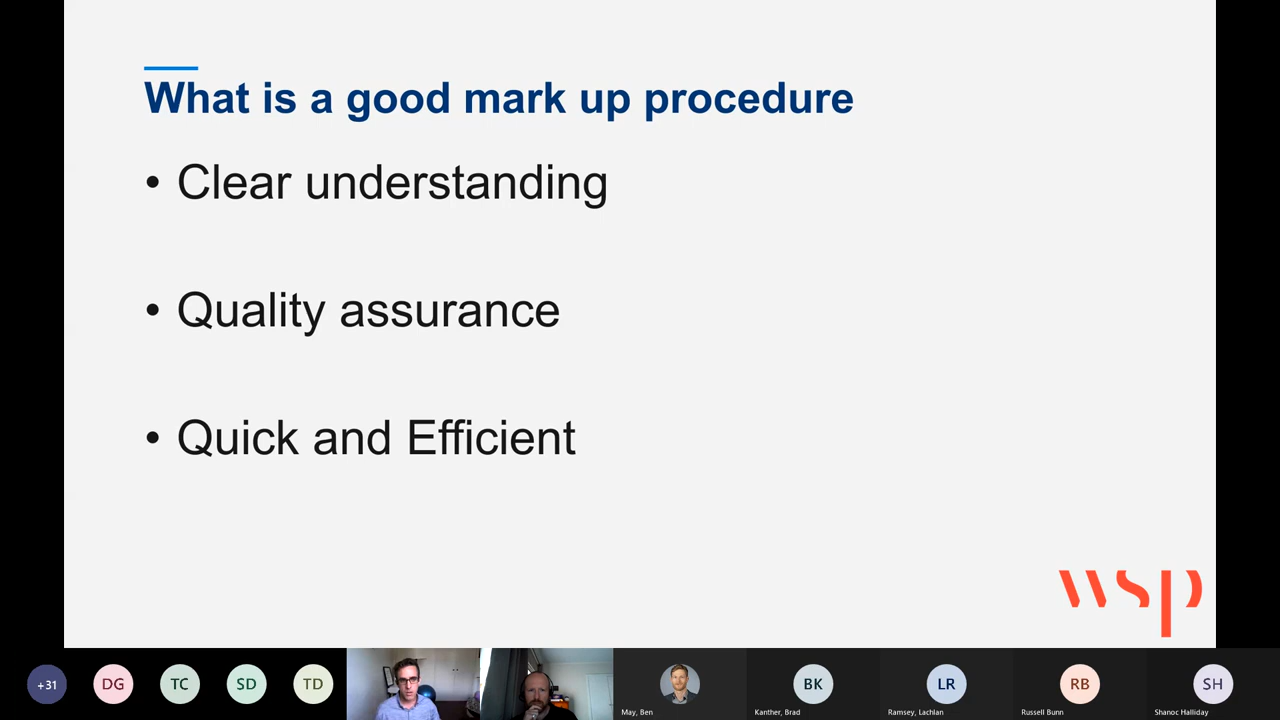 What is a good mark up procedure
• Clear understanding
• Quality assurance
• Quick and Efficient
wsp
+31
DG
TC
SD
TD
May, Ben
BK
Kanther, Brad
LR
Ramsey, Lachlan
RB
Russell Bunn
SH
Shanoc Halliday